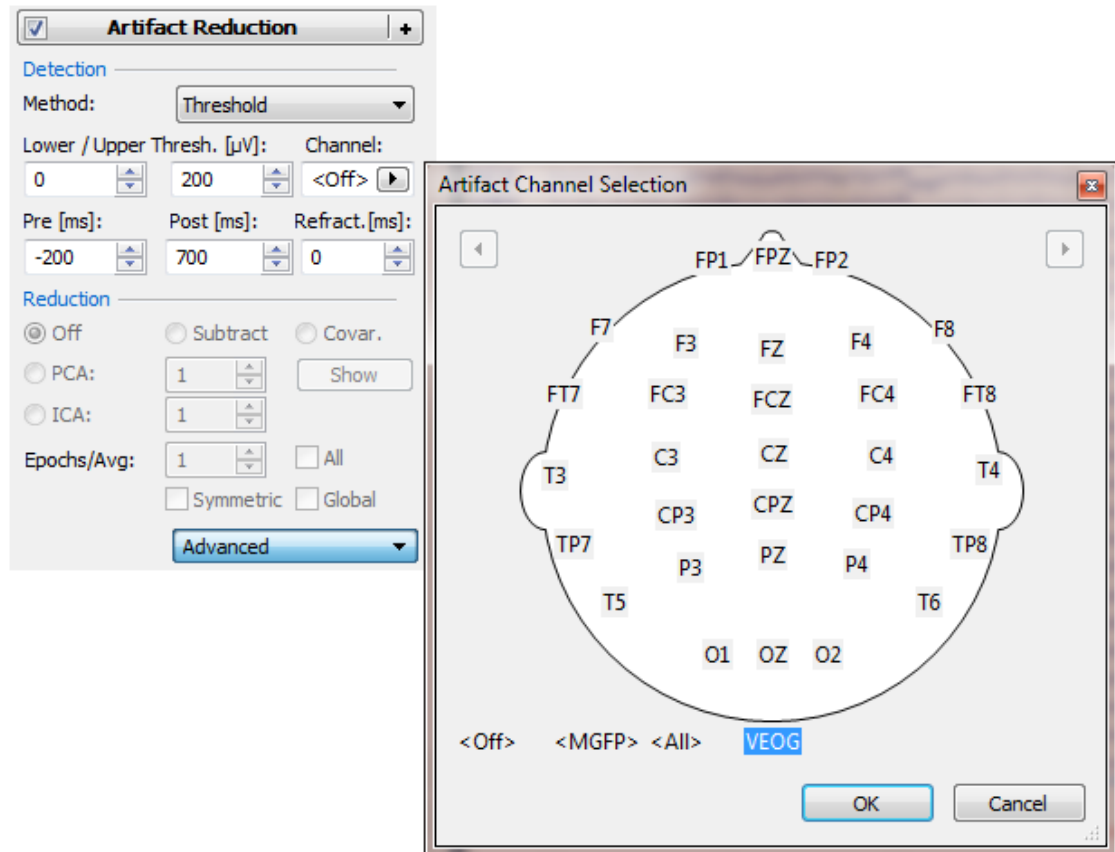 Artifact Reduction +
Detection
Method: Threshold
Lower / Upper Thresh. [µV]: Channel:
0 200 <Off>
Pre [ms]: Post [ms]: Refract.[ms]:
-200 700 0
Reduction
Off Subtract Covar.
PCA: 1 Show
ICA: 1
Epochs/Avg: 1 All
Symmetric Global
Advanced
Artifact Channel Selection
FP1 FPZ FP2
F7 F3 FZ F4 F8
FT7 FC3 FCZ FC4 FT8
T3 C3 CZ C4 T4
TP7 CP3 CPZ CP4 TP8
P3 PZ P4
T5 T6
O1 OZ O2
<Off> <MGFP> <All> VEOG
OK Cancel